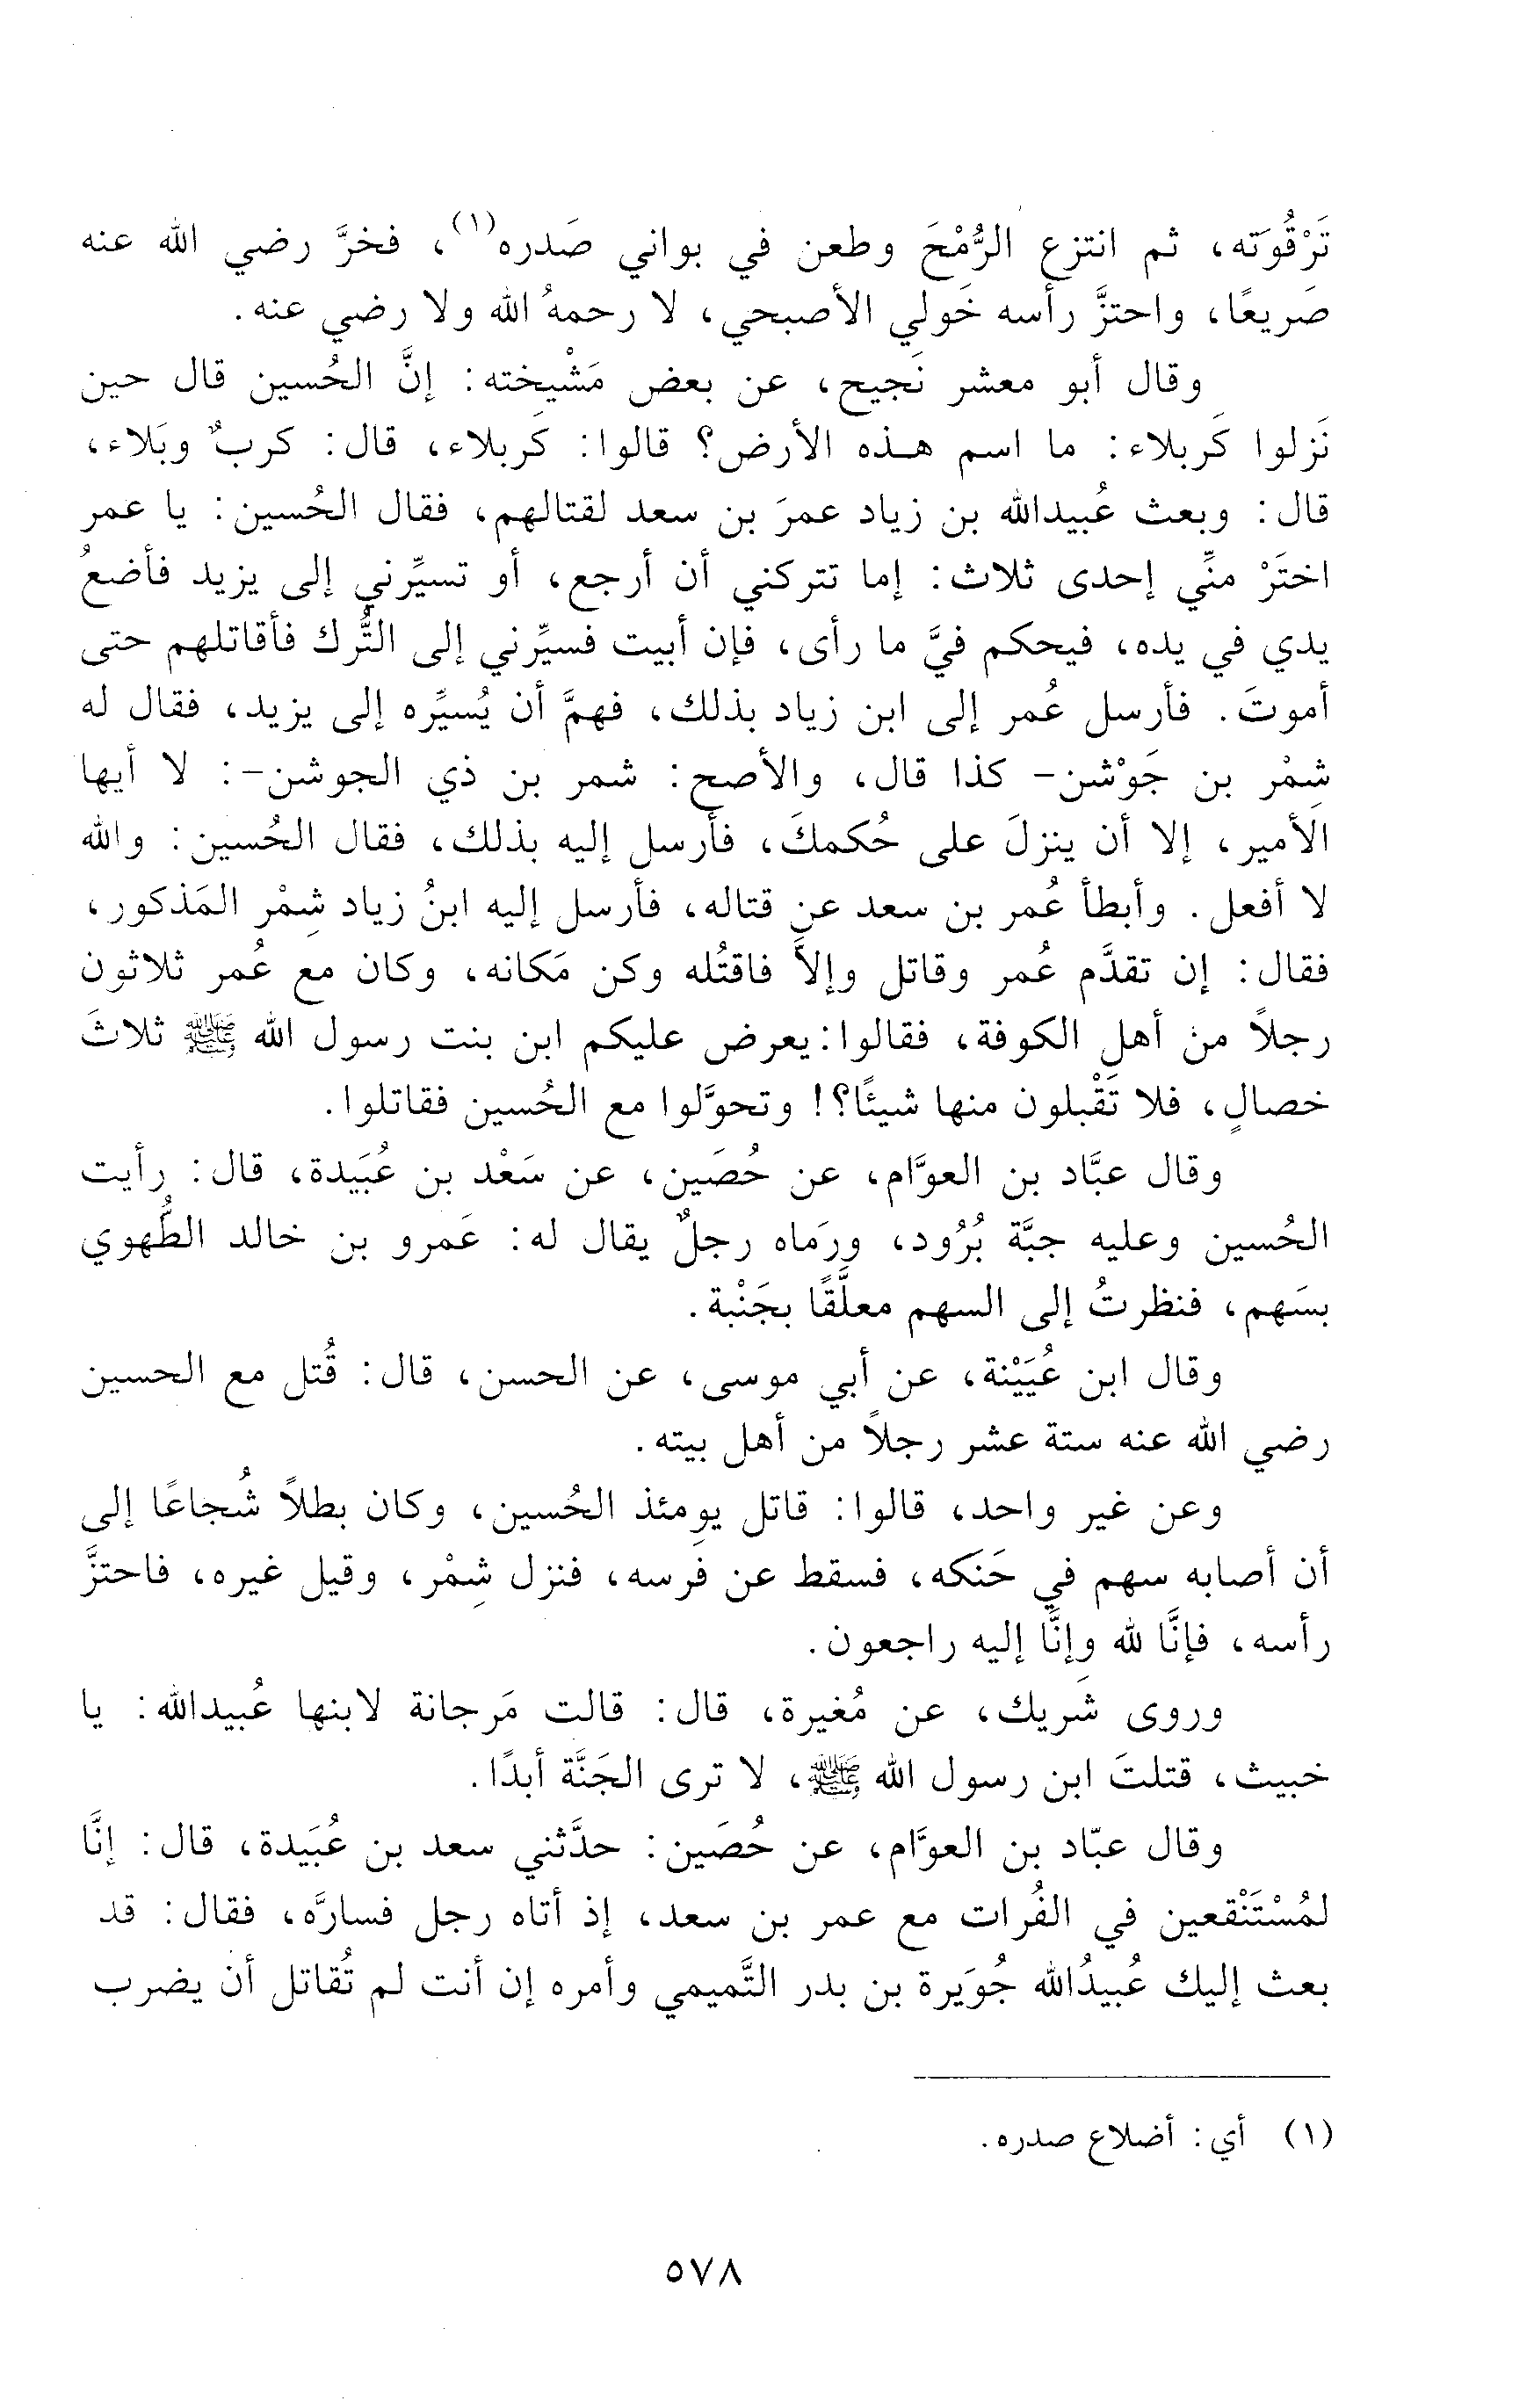 تَرْقُوَته، ثم انتزع الرُّمْحَ وطعن في بواني صَدره(١)، فخرَّ رضي الله عنه
صَريعًا، واحتزَّ رأسه خَولي الأصبحي، لا رحمهُ الله ولا رضي عنه.
وقال أبو معشر نَجيح، عن بعض مَشْيخته: إنَّ الحُسين قال حين
نَزلوا كَربلاء: ما اسم هـذه الأرض؟ قالوا: كَربلاء، قال: كربٌ وبَلاء،
قال: وبعث عُبيدالله بن زياد عمرَ بن سعد لقتالهم، فقال الحُسين: يا عمر
اختَرْ منِّي إحدى ثلاث: إما تتركني أن أرجع، أو تسيِّرني إلى يزيد فأضعُ
يدي في يده، فيحكم فيَّ ما رأى، فإن أبيت فسيِّرني إلى التُّرك فأقاتلهم حتى
أموتَ. فأرسل عُمر إلى ابن زياد بذلك، فهمَّ أن يُسيِّره إلى يزيد، فقال له
شِمْر بن جَوْشن- كذا قال، والأصح: شمر بن ذي الجوشن-: لا أيها
الأمير، إلا أن ينزلَ على حُكمكَ، فأرسل إليه بذلك، فقال الحُسين: والله
لا أفعل. وأبطأ عُمر بن سعد عن قتاله، فأرسل إليه ابنُ زياد شِمْر المَذكور،
فقال: إن تقدَّم عُمر وقاتل وإلاَّ فاقتُله وكن مَكانه، وكان مع عُمر ثلاثون
رجلاً من أهل الكوفة، فقالوا: يعرض عليكم ابن بنت رسول الله ﷺ ثلاثَ
خصالٍ، فلا تَقْبلون منها شيئًا؟! وتحوَّلوا مع الحُسين فقاتلوا.
وقال عبَّاد بن العوَّام، عن حُصَين، عن سَعْد بن عُبَيدة، قال: رأيت
الحُسين وعليه جبَّة بُرُود، ورَماه رجلٌ يقال له: عَمرو بن خالد الطُّهوي
بسَهم، فنظرتُ إلى السهم معلَّقًا بجَنْبة.
وقال ابن عُيَيْنة، عن أبي موسى، عن الحسن، قال: قُتل مع الحسين
رضي الله عنه ستة عشر رجلاً من أهل بيته.
وعن غير واحد، قالوا: قاتل يومِئذ الحُسين، وكان بطلاً شُجاعًا إلى
أن أصابه سهم في حَنَكه، فسقط عن فرسه، فنزل شِمْر، وقيل غيره، فاحتزَّ
رأسه، فإنَّا لله وإنَّا إليه راجعون.
وروى شَريك، عن مُغيرة، قال: قالت مَرجانة لابنها عُبيدالله: يا
خبيث، قتلتَ ابن رسول الله ﷺ، لا ترى الجَنَّة أبدًا.
وقال عبّاد بن العوَّام، عن حُصَين: حدَّثني سعد بن عُبَيدة، قال: إنَّا
لمُسْتَنْقعين في الفُرات مع عمر بن سعد، إذ أتاه رجل فسارَّه، فقال: قد
بعث إليك عُبيدُالله جُوَيرة بن بدر التَّميمي وأمره إن أنت لم تُقاتل أن يضرب
(١) أي: أضلاع صدره.
٥٧٨